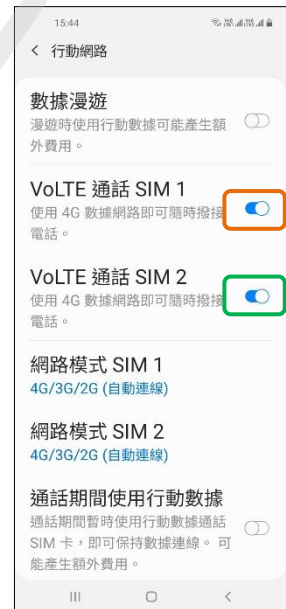 15:44
行動網路
數據漫遊
漫遊時使用行動數據可能產生額
外費用。
VoLTE 通話 SIM 1
使用 4G 數據網路即可隨時撥接
電話。
VoLTE 通話 SIM 2
使用 4G 數據網路即可隨時撥接
電話。
網路模式 SIM 1
4G/3G/2G (自動連線)
網路模式 SIM 2
4G/3G/2G (自動連線)
通話期間使用行動數據
通話期間暫時使用行動數據通話
SIM 卡，即可保持數據連線。 可
能產生額外費用。